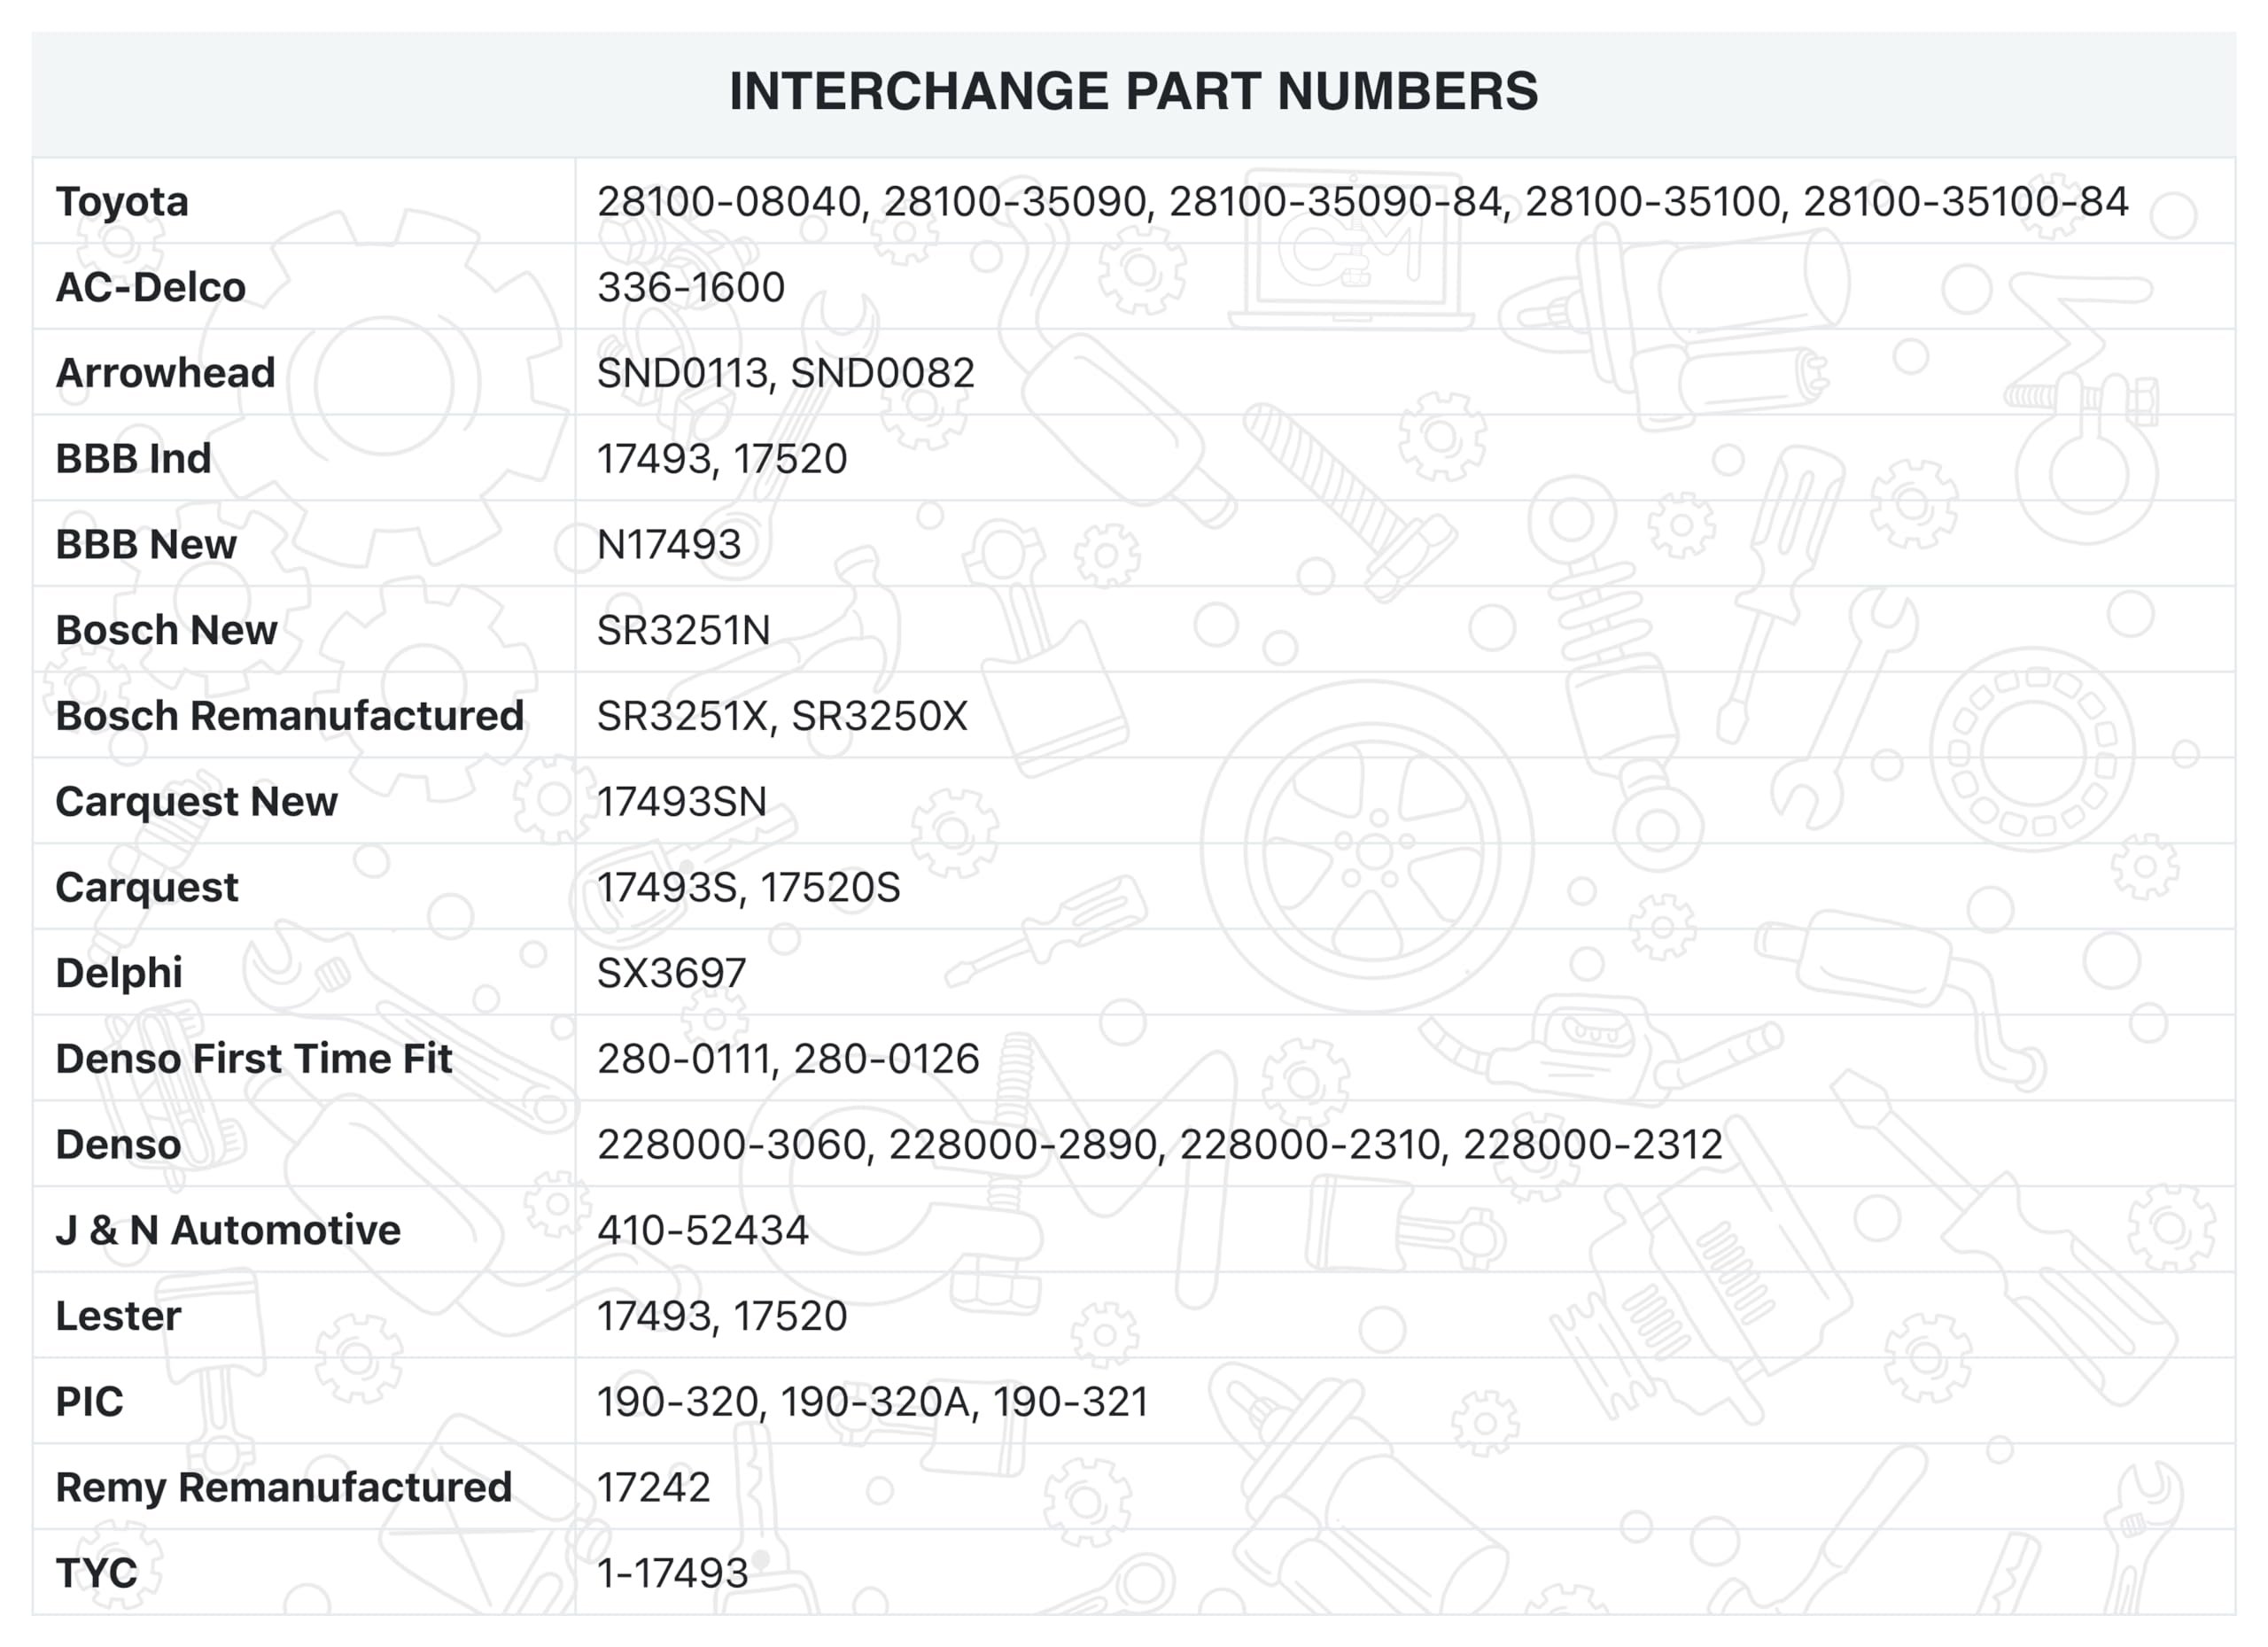 INTERCHANGE PART NUMBERS
Toyota 28100-08040, 28100-35090, 28100-35090-84, 28100-35100, 28100-35100-84
AC-Delco 336-1600
Arrowhead SND0113, SND0082
BBB Ind 17493, 17520
BBB New N17493
Bosch New SR3251N
Bosch Remanufactured SR3251X, SR3250X
Carquest New 17493SN
Carquest 17493S, 17520S
Delphi SX3697
Denso First Time Fit 280-0111, 280-0126
Denso 228000-3060, 228000-2890, 228000-2310, 228000-2312
J & N Automotive 410-52434
Lester 17493, 17520
PIC 190-320, 190-320A, 190-321
Remy Remanufactured 17242
TYC 1-17493